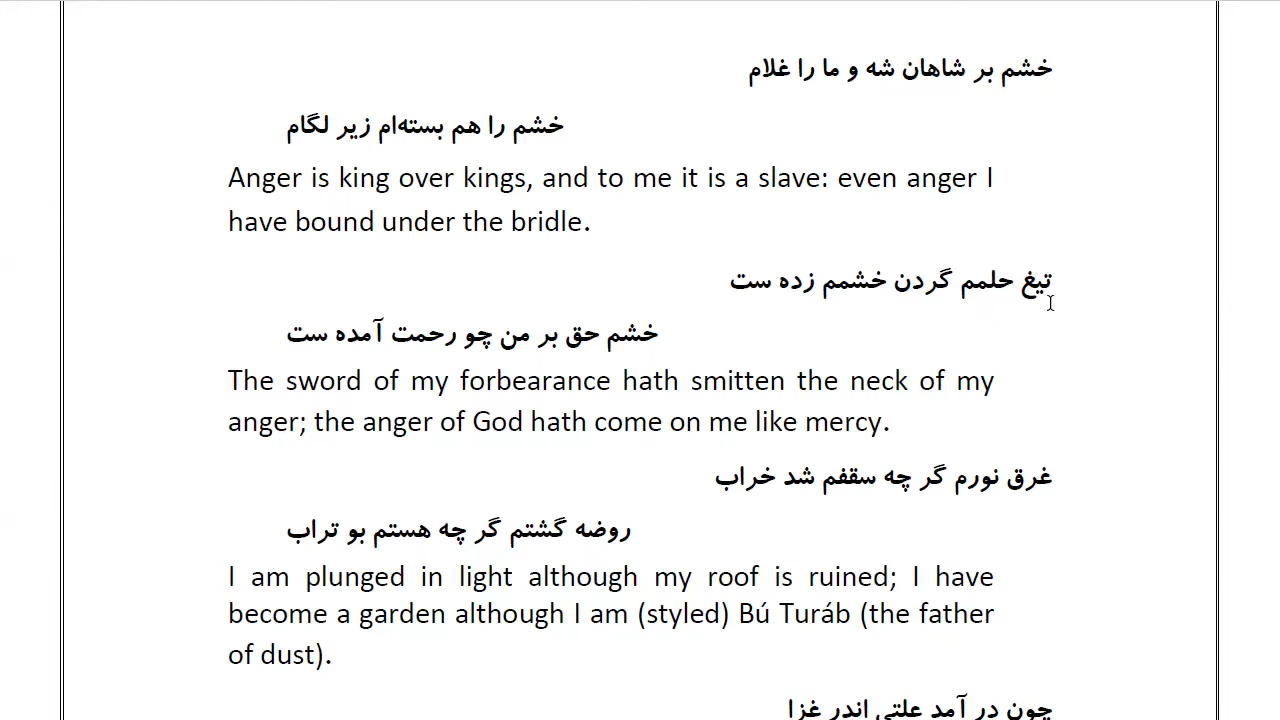 خشم بر شاهان شه و ما را غلام
خشم را هم بسته‌ام زیر لگام
Anger is king over kings, and to me it is a slave: even anger I
have bound under the bridle.
تیغ حلمم گردن خشمم زده ست
خشم حق بر من چو رحمت آمده ست
The sword of my forbearance hath smitten the neck of my
anger; the anger of God hath come on me like mercy.
غرق نورم گر چه سقفم شد خراب
روضه گشتم گر چه هستم بو تراب
I am plunged in light although my roof is ruined; I have
become a garden although I am (styled) Bú Turáb (the father
of dust).
چون در آمد علتی اندر غزا